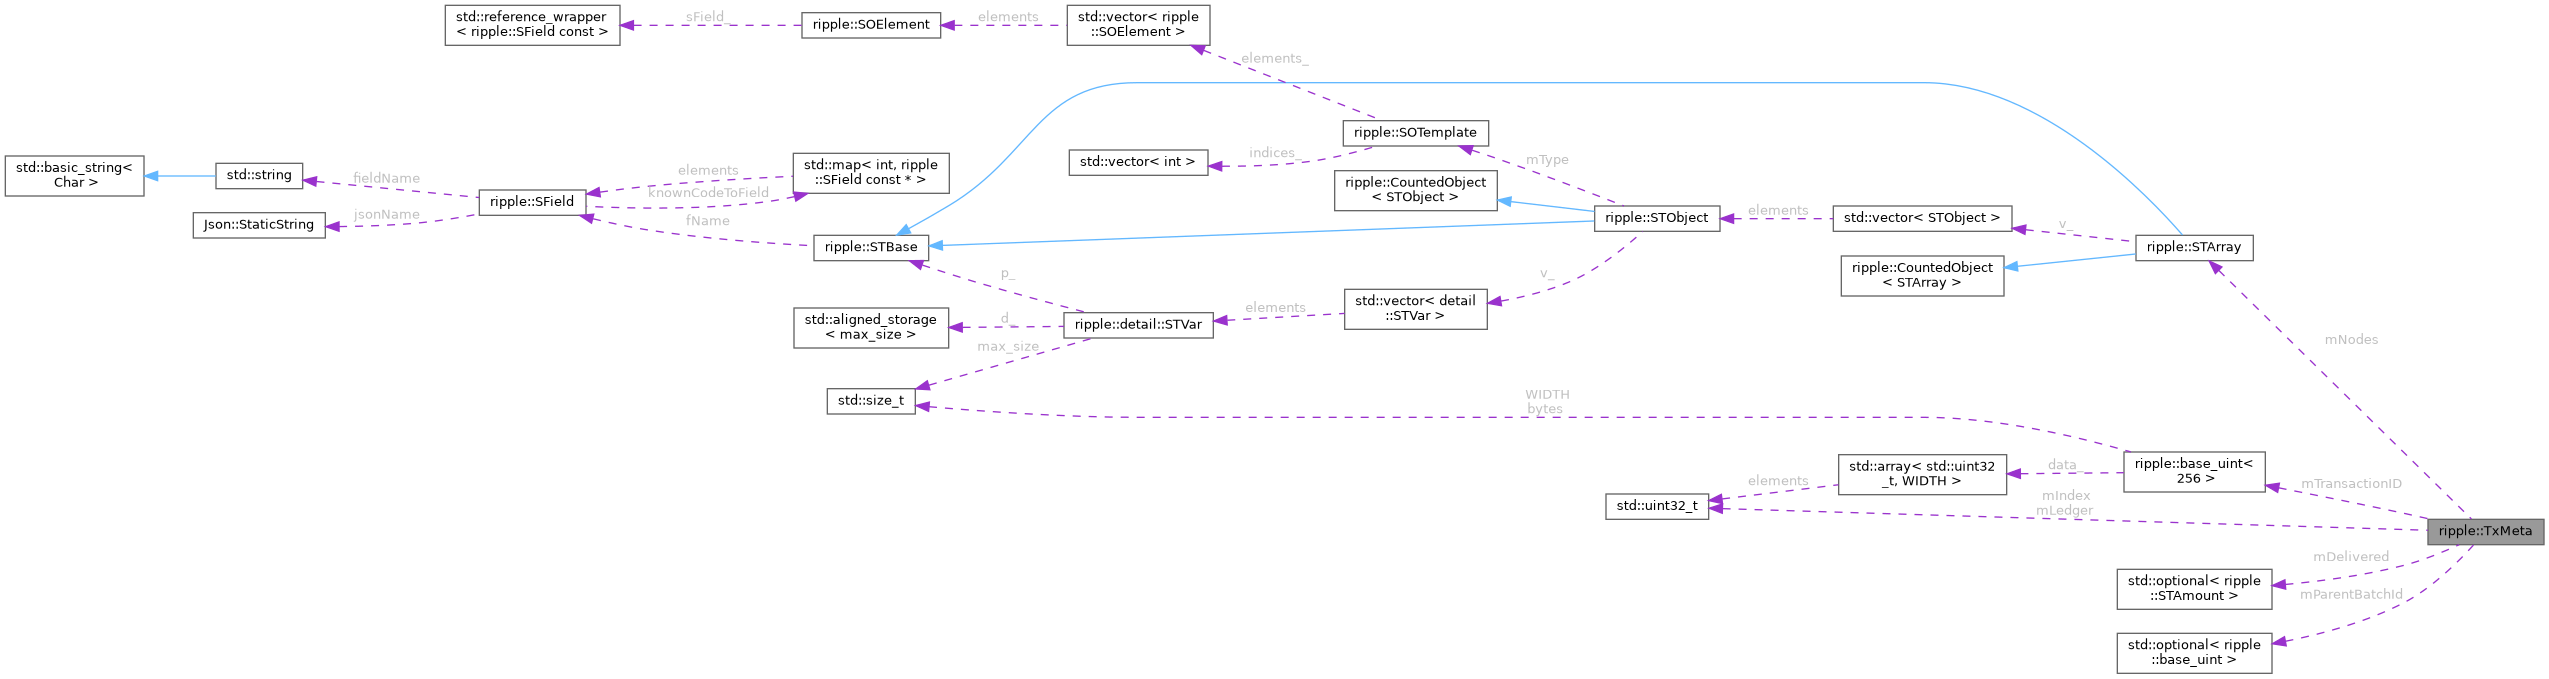 std::reference_wrapper
< ripple::SField const >
sField_
ripple::SOElement
elements
std::vector< ripple
::SOElement >
elements_
ripple::SOTemplate
std::vector< int >
indices_
mType
ripple::CountedObject
< STObject >
std::basic_string<
Char >
std::string
fieldName
Json::StaticString
jsonName
ripple::SField
elements
knownCodeToField
fName
std::map< int, ripple
::SField const * >
ripple::STBase
ripple::STObject
elements
std::vector< STObject >
v_
ripple::STArray
ripple::CountedObject
< STArray >
p_
std::aligned_storage
< max_size >
d_
ripple::detail::STVar
elements
std::vector< detail
::STVar >
v_
max_size
std::size_t
mNodes
WIDTH
bytes
ripple::base_uint<
256 >
data_
std::array< std::uint32
_t, WIDTH >
elements
std::uint32_t
mTransactionID
mIndex
mLedger
ripple::TxMeta
mDelivered
std::optional< ripple
::STAmount >
mParentBatchId
std::optional< ripple
::base_uint >